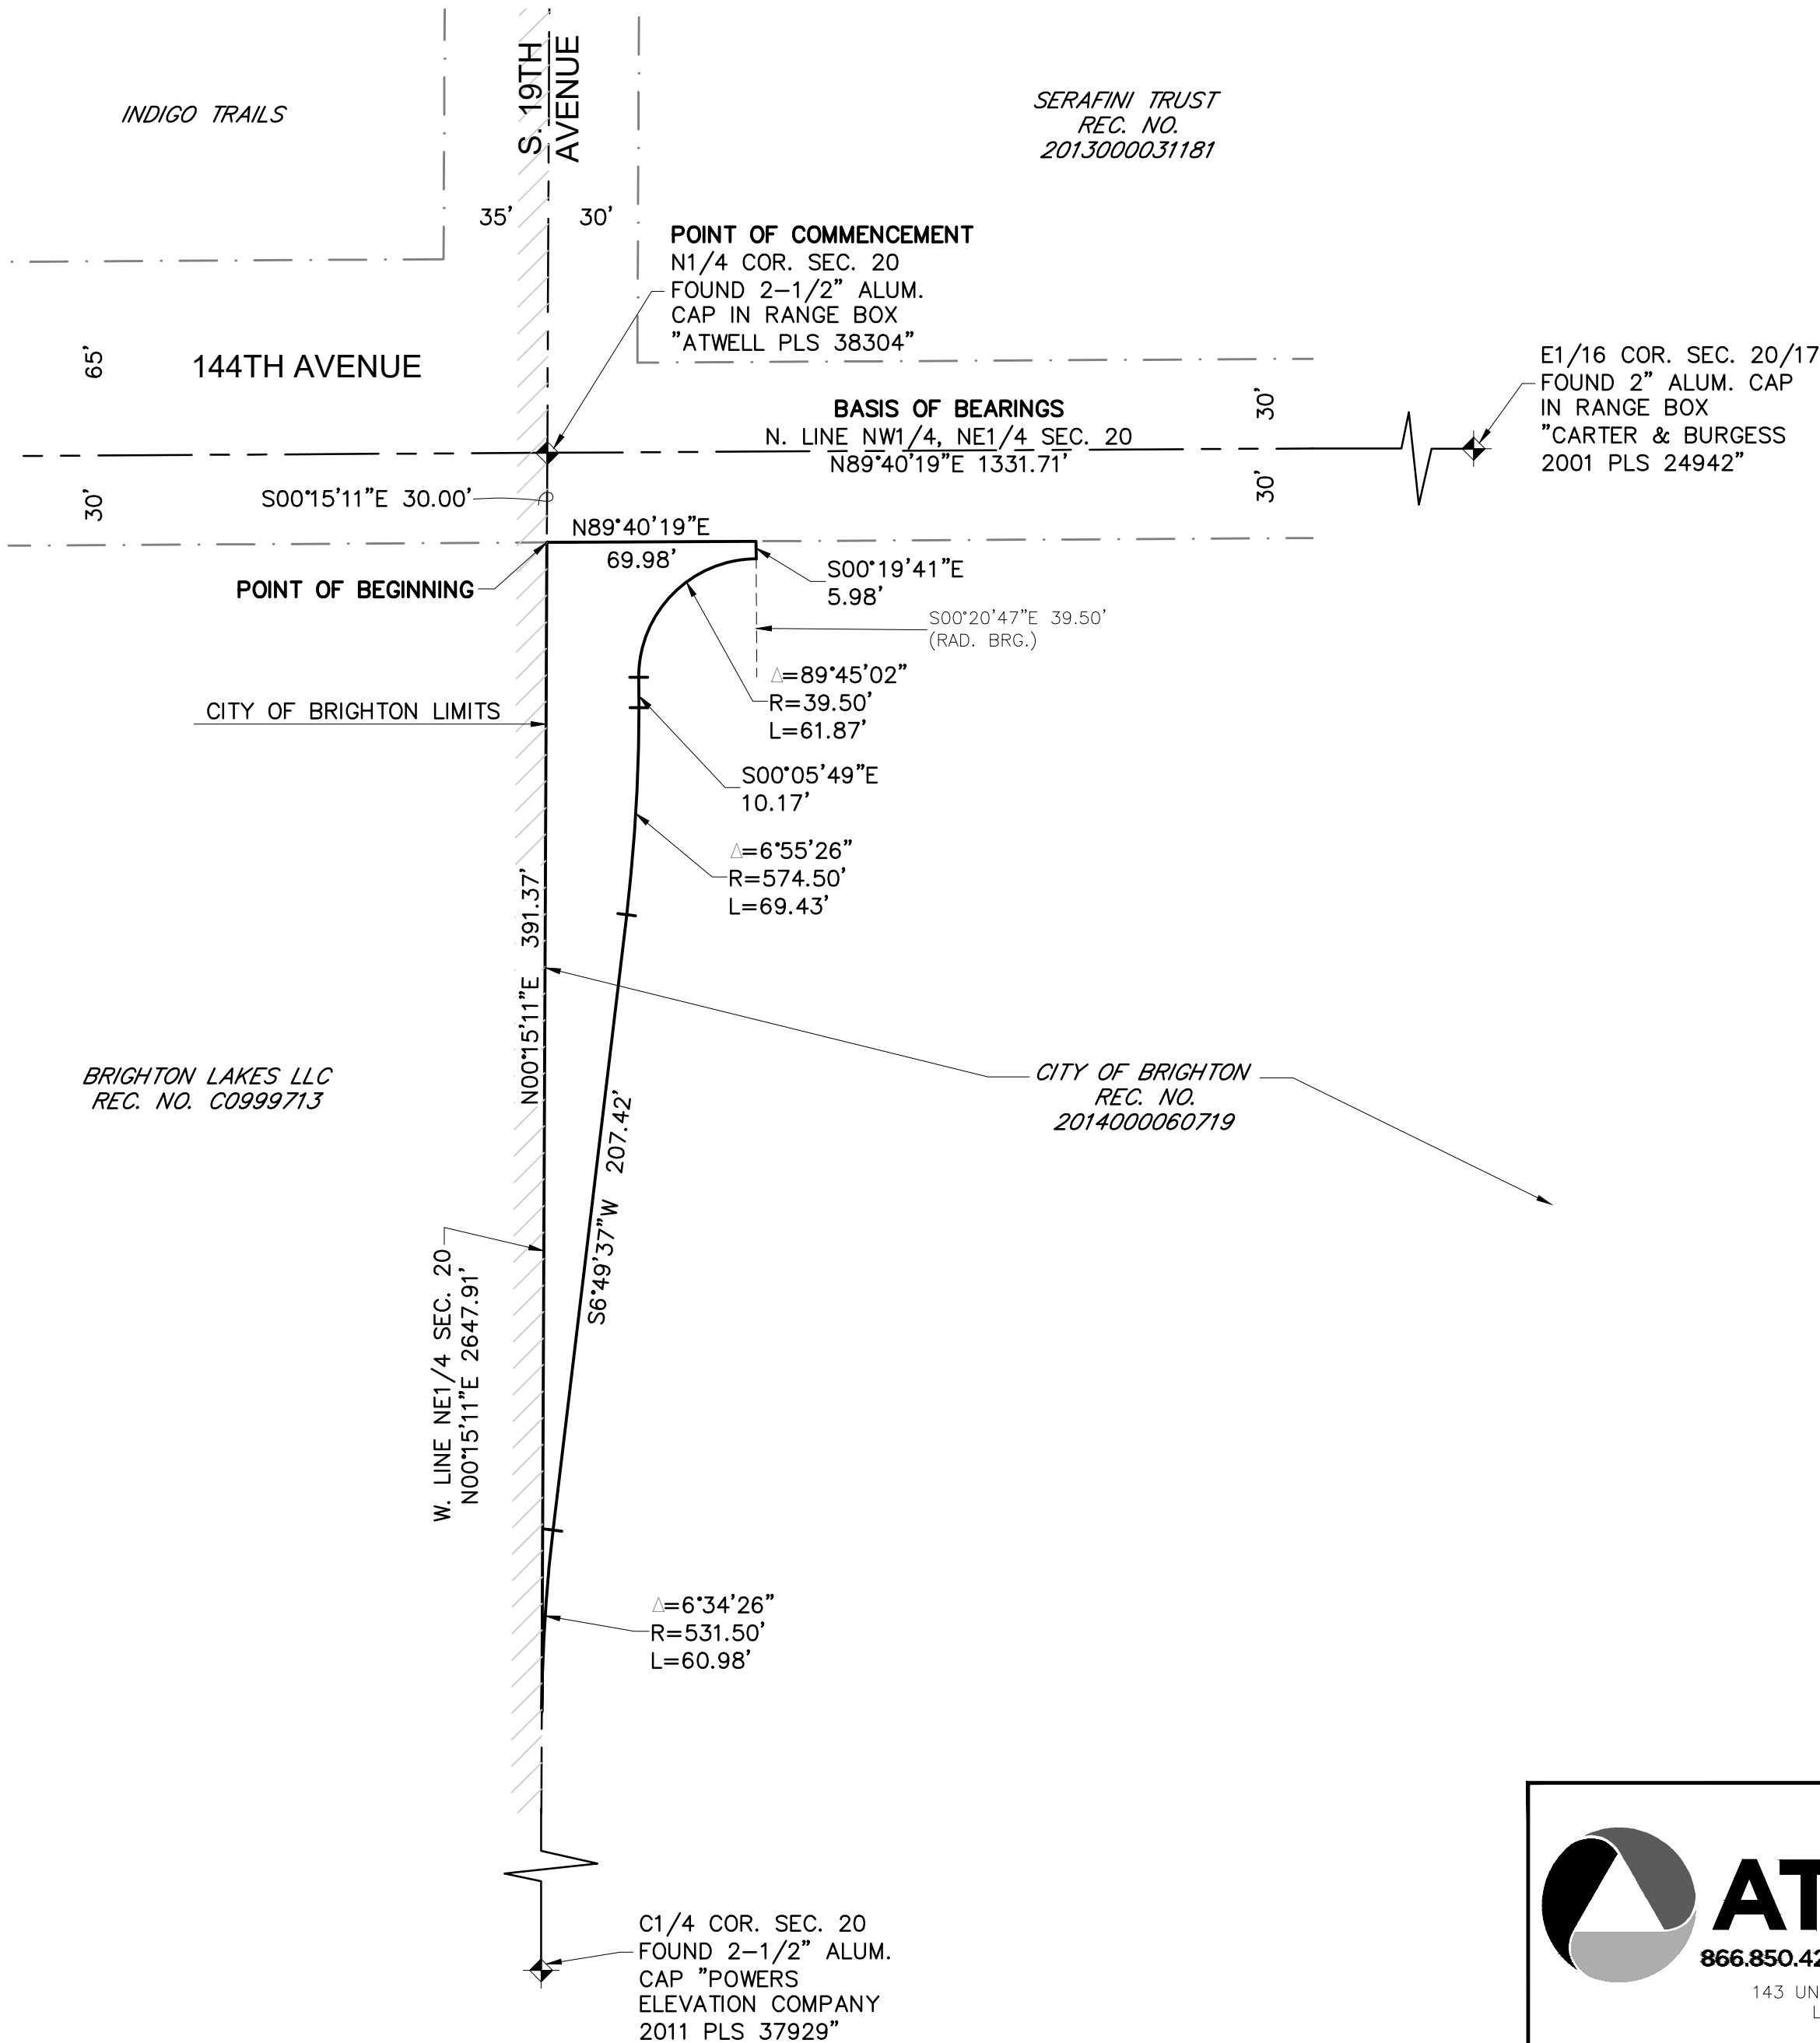 INDIGO TRAILS
S. 19TH
AVENUE
SERAFINI TRUST
REC. NO.
2013000031181
35'
30'
POINT OF COMMENCEMENT
N1/4 COR. SEC. 20
FOUND 2-1/2" ALUM.
CAP IN RANGE BOX
"ATWELL PLS 38304"
65'
144TH AVENUE
E1/16 COR. SEC. 20/17
FOUND 2" ALUM. CAP
IN RANGE BOX
"CARTER & BURGESS
2001 PLS 24942"
BASIS OF BEARINGS
N. LINE NW1/4, NE1/4 SEC. 20
N89°40'19"E 1331.71'
30'
30'
30'
S00°15'11"E 30.00'
N89°40'19"E
69.98'
S00°19'41"E
5.98'
POINT OF BEGINNING
S00°20'47"E 39.50'
(RAD. BRG.)
Δ=89°45'02"
R=39.50'
L=61.87'
CITY OF BRIGHTON LIMITS
S00°05'49"E
10.17'
Δ=6°55'26"
R=574.50'
L=69.43'
N00°15'11"E 391.37'
BRIGHTON LAKES LLC
REC. NO. C0999713
CITY OF BRIGHTON
REC. NO.
2014000060719
S6°49'37"W 207.42'
W. LINE NE1/4 SEC. 20
N00°15'11"E 2647.91'
Δ=6°34'26"
R=531.50'
L=60.98'
C1/4 COR. SEC. 20
FOUND 2-1/2" ALUM.
CAP "POWERS
ELEVATION COMPANY
2011 PLS 37929"
AT
866.850.42
143 UN
L